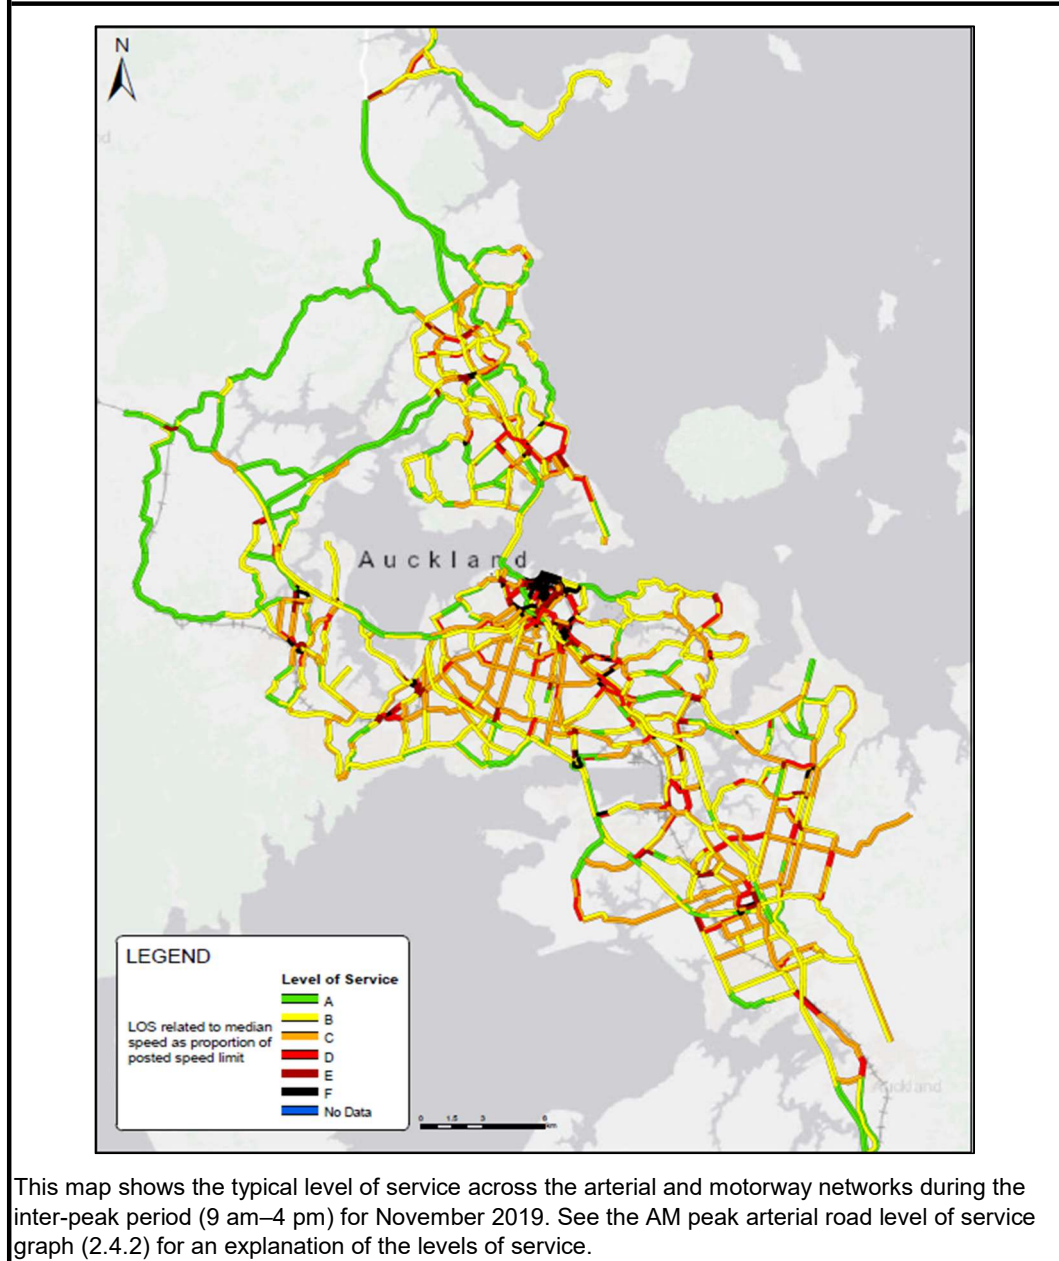 N
Auckland
LEGEND
Level of Service
A
B
C
D
E
F
No Data
LOS related to median
speed as proportion of
posted speed limit
0 1.5 3 6
km
Auckland
This map shows the typical level of service across the arterial and motorway networks during the
inter-peak period (9 am–4 pm) for November 2019. See the AM peak arterial road level of service
graph (2.4.2) for an explanation of the levels of service.